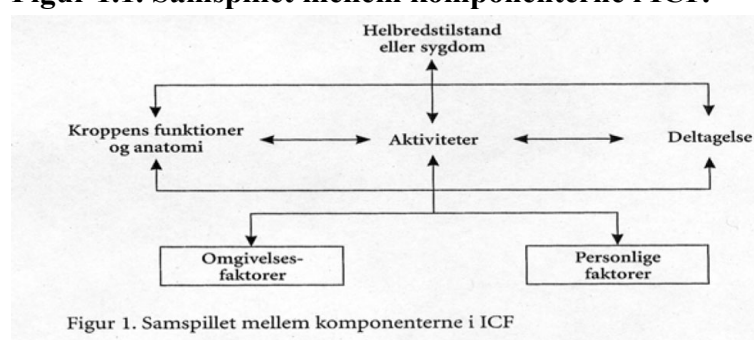 Figur 1.1. Samspillet mellem komponenterne i ICF.
Helbredstilstand
eller sygdom
Kroppens funktioner
og anatomi
Aktiviteter
Deltagelse
Omgivelses-
faktorer
Personlige
faktorer
Figur 1. Samspillet mellem komponenterne i ICF